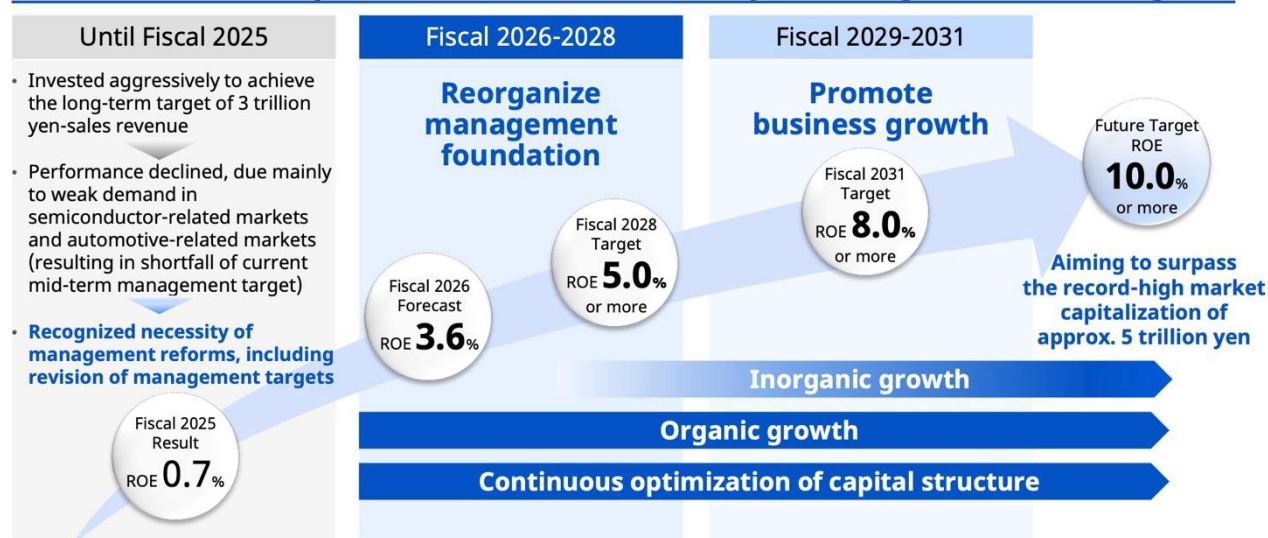 Until Fiscal 2025
• Invested aggressively to achieve
the long-term target of 3 trillion
yen-sales revenue
• Performance declined, due mainly
to weak demand in
semiconductor-related markets
and automotive-related markets
(resulting in shortfall of current
mid-term management target)
• Recognized necessity of
management reforms, including
revision of management targets
Fiscal 2025
Result
ROE 0.7%
Fiscal 2026-2028
Reorganize
management
foundation
Fiscal 2026
Forecast
ROE 3.6%
Fiscal 2028
Target
ROE 5.0%
or more
Fiscal 2029-2031
Promote
business growth
Fiscal 2031
Target
ROE 8.0%
or more
Future Target
ROE
10.0%
or more
Aiming to surpass
the record-high market
capitalization of
approx. 5 trillion yen
Inorganic growth
Organic growth
Continuous optimization of capital structure